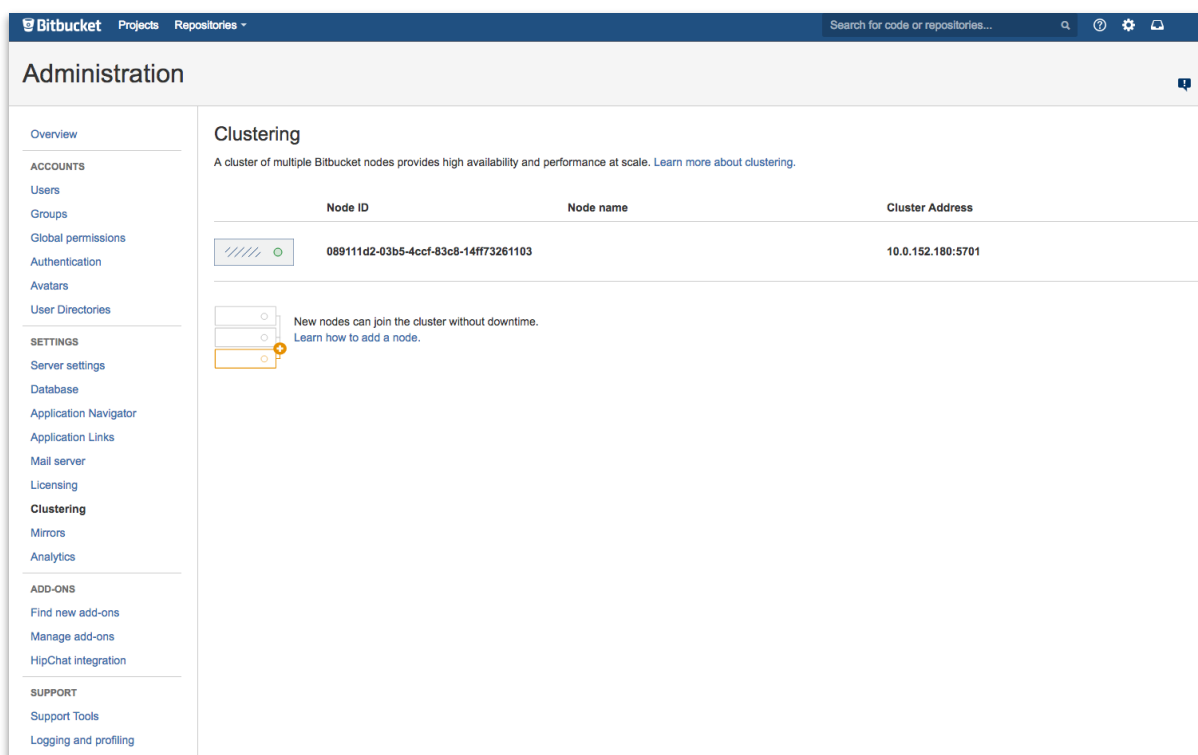 Bitbucket Projects Repositories Search for code or repositories...
Administration
Overview
ACCOUNTS
Users
Groups
Global permissions
Authentication
Avatars
User Directories
SETTINGS
Server settings
Database
Application Navigator
Application Links
Mail server
Licensing
Clustering
Mirrors
Analytics
ADD-ONS
Find new add-ons
Manage add-ons
HipChat integration
SUPPORT
Support Tools
Logging and profiling
Clustering
A cluster of multiple Bitbucket nodes provides high availability and performance at scale. Learn more about clustering.
Node ID Node name Cluster Address
089111d2-03b5-4ccf-83c8-14ff73261103 10.0.152.180:5701
New nodes can join the cluster without downtime.
Learn how to add a node.